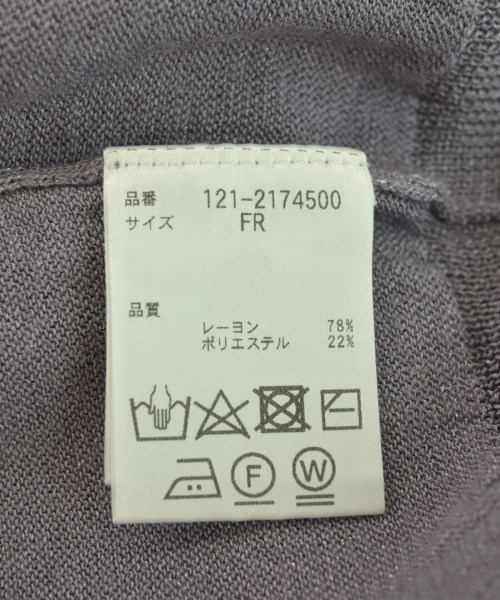 品番 121-2174500
サイズ FR
品質
レーヨン 78%
ポリエステル 22%
F W